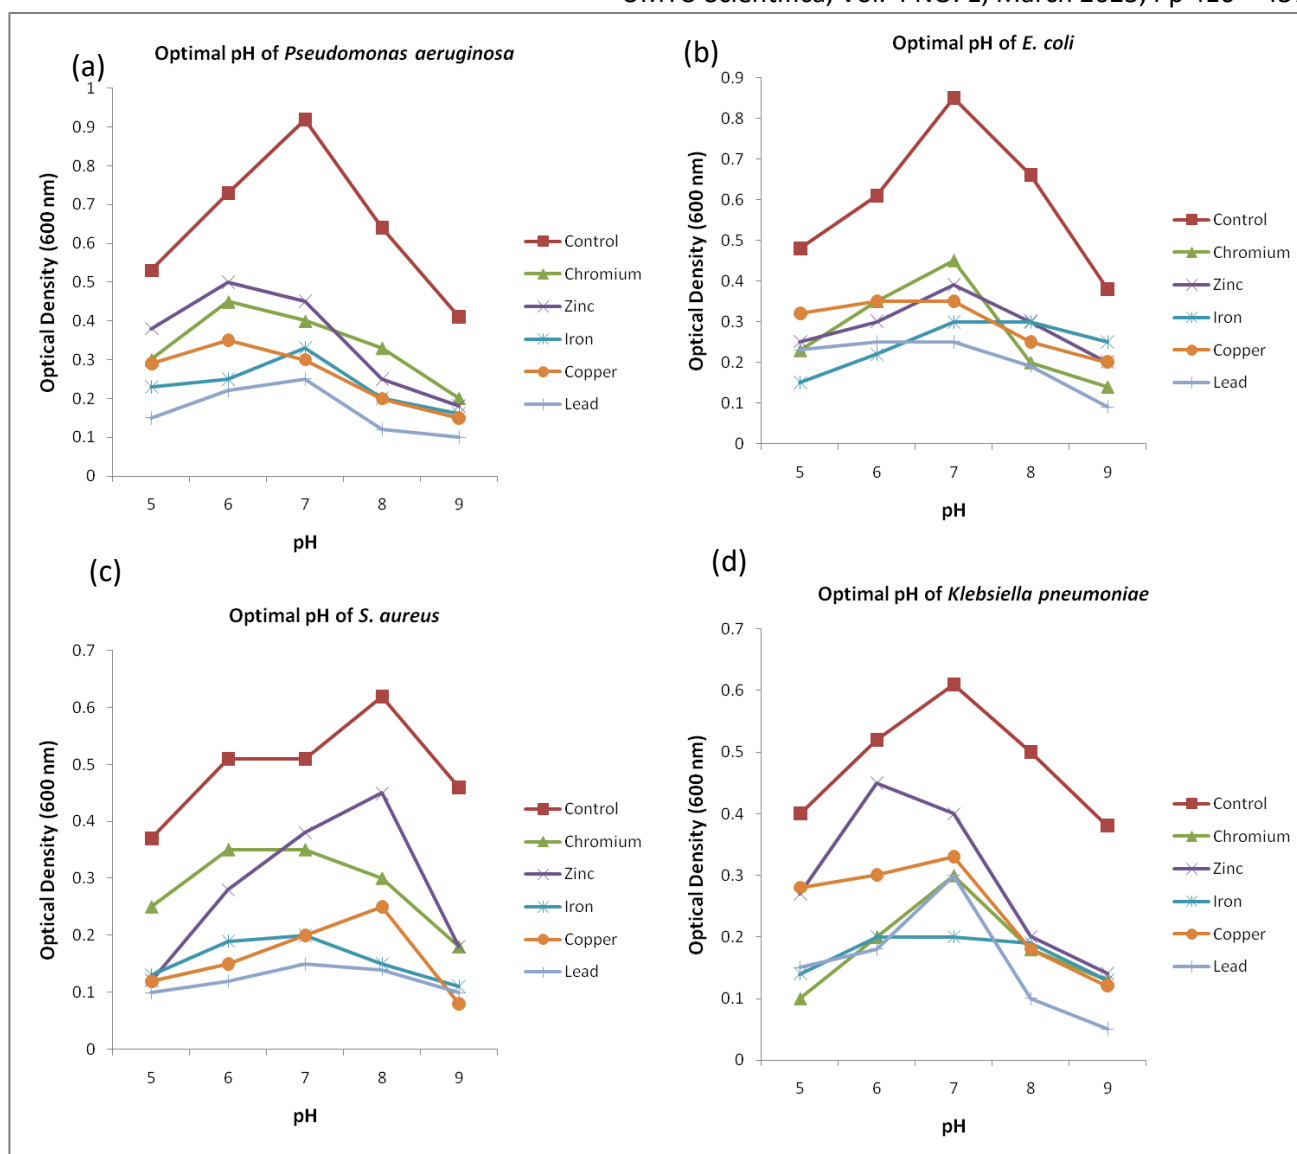 (a)
Optimal pH of Pseudomonas aeruginosa
Optical Density (600 nm)
1
0.9
0.8
0.7
0.6
0.5
0.4
0.3
0.2
0.1
0
5 6 7 8 9
pH
Control
Chromium
Zinc
Iron
Copper
Lead
(b)
Optimal pH of E. coli
Optical Density (600 nm)
0.9
0.8
0.7
0.6
0.5
0.4
0.3
0.2
0.1
0
5 6 7 8 9
pH
Control
Chromium
Zinc
Iron
Copper
Lead
(c)
Optimal pH of S. aureus
Optical Density (600 nm)
0.7
0.6
0.5
0.4
0.3
0.2
0.1
0
5 6 7 8 9
pH
Control
Chromium
Zinc
Iron
Copper
Lead
(d)
Optimal pH of Klebsiella pneumoniae
Optical Density (600 nm)
0.7
0.6
0.5
0.4
0.3
0.2
0.1
0
5 6 7 8 9
pH
Control
Chromium
Zinc
Iron
Copper
Lead